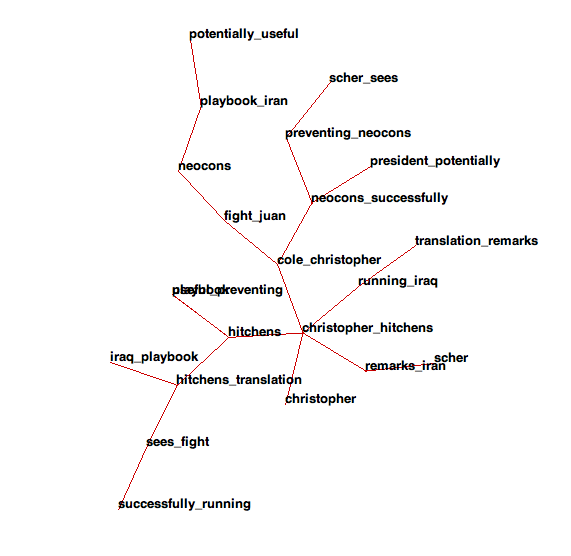 potentially_useful
scher_sees
playbook_iran
preventing_neocons
president_potentially
neocons
neocons_successfully
fight_juan
translation_remarks
cole_christopher
running_iraq
useful_preventing
playbook
christopher_hitchens
hitchens
iraq_playbook
scher
remarks_iran
hitchens_translation
christopher
sees_fight
successfully_running